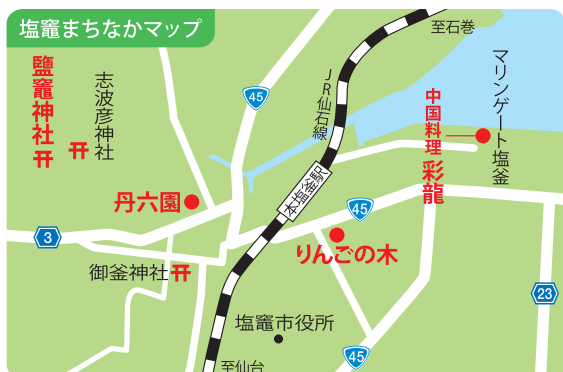 塩竈まちなかマップ
至石巻
鹽竈神社
志波彦神社
45
JR仙石線
中国料理 彩龍
マリンゲート塩釜
丹六園
本塩釜駅
45
3
りんごの木
御釜神社
23
塩竈市役所
45
至仙台